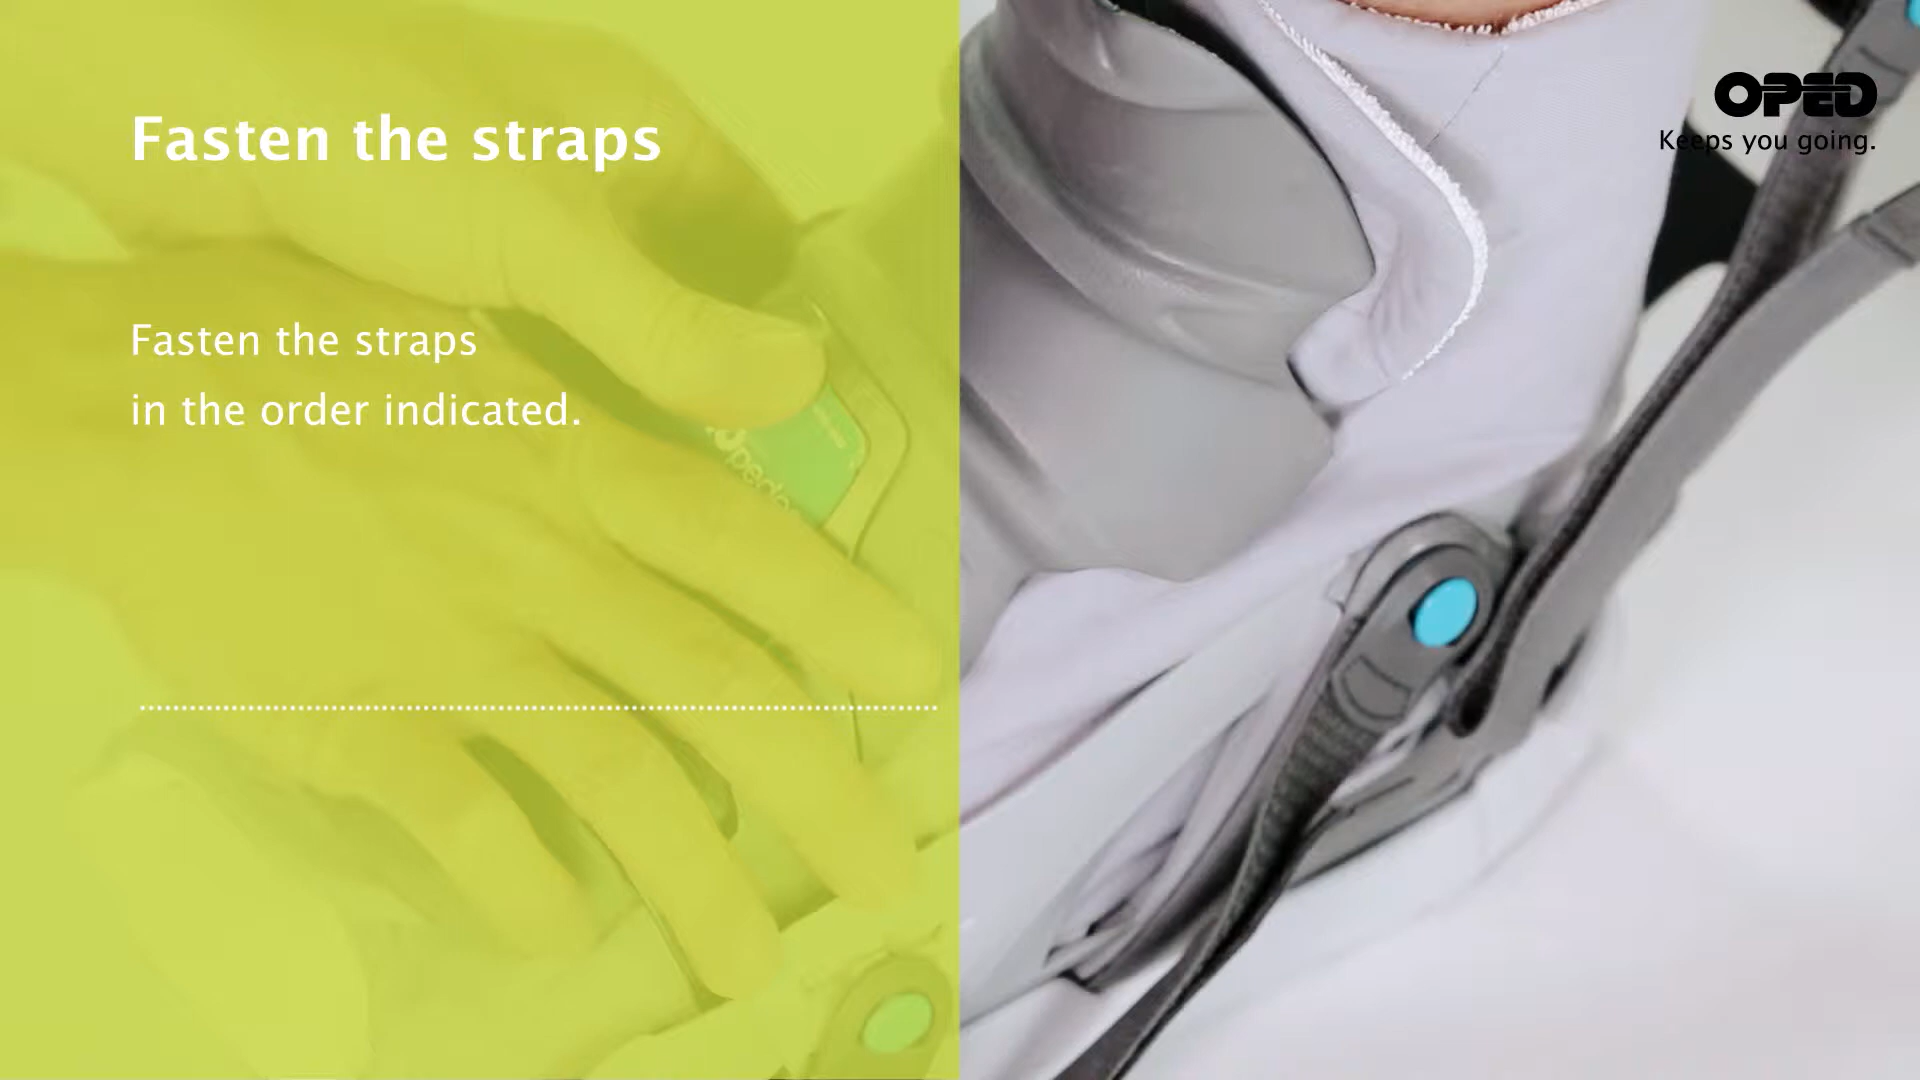 Fasten the straps
Fasten the straps
in the order indicated.
OPED
Keeps you going.